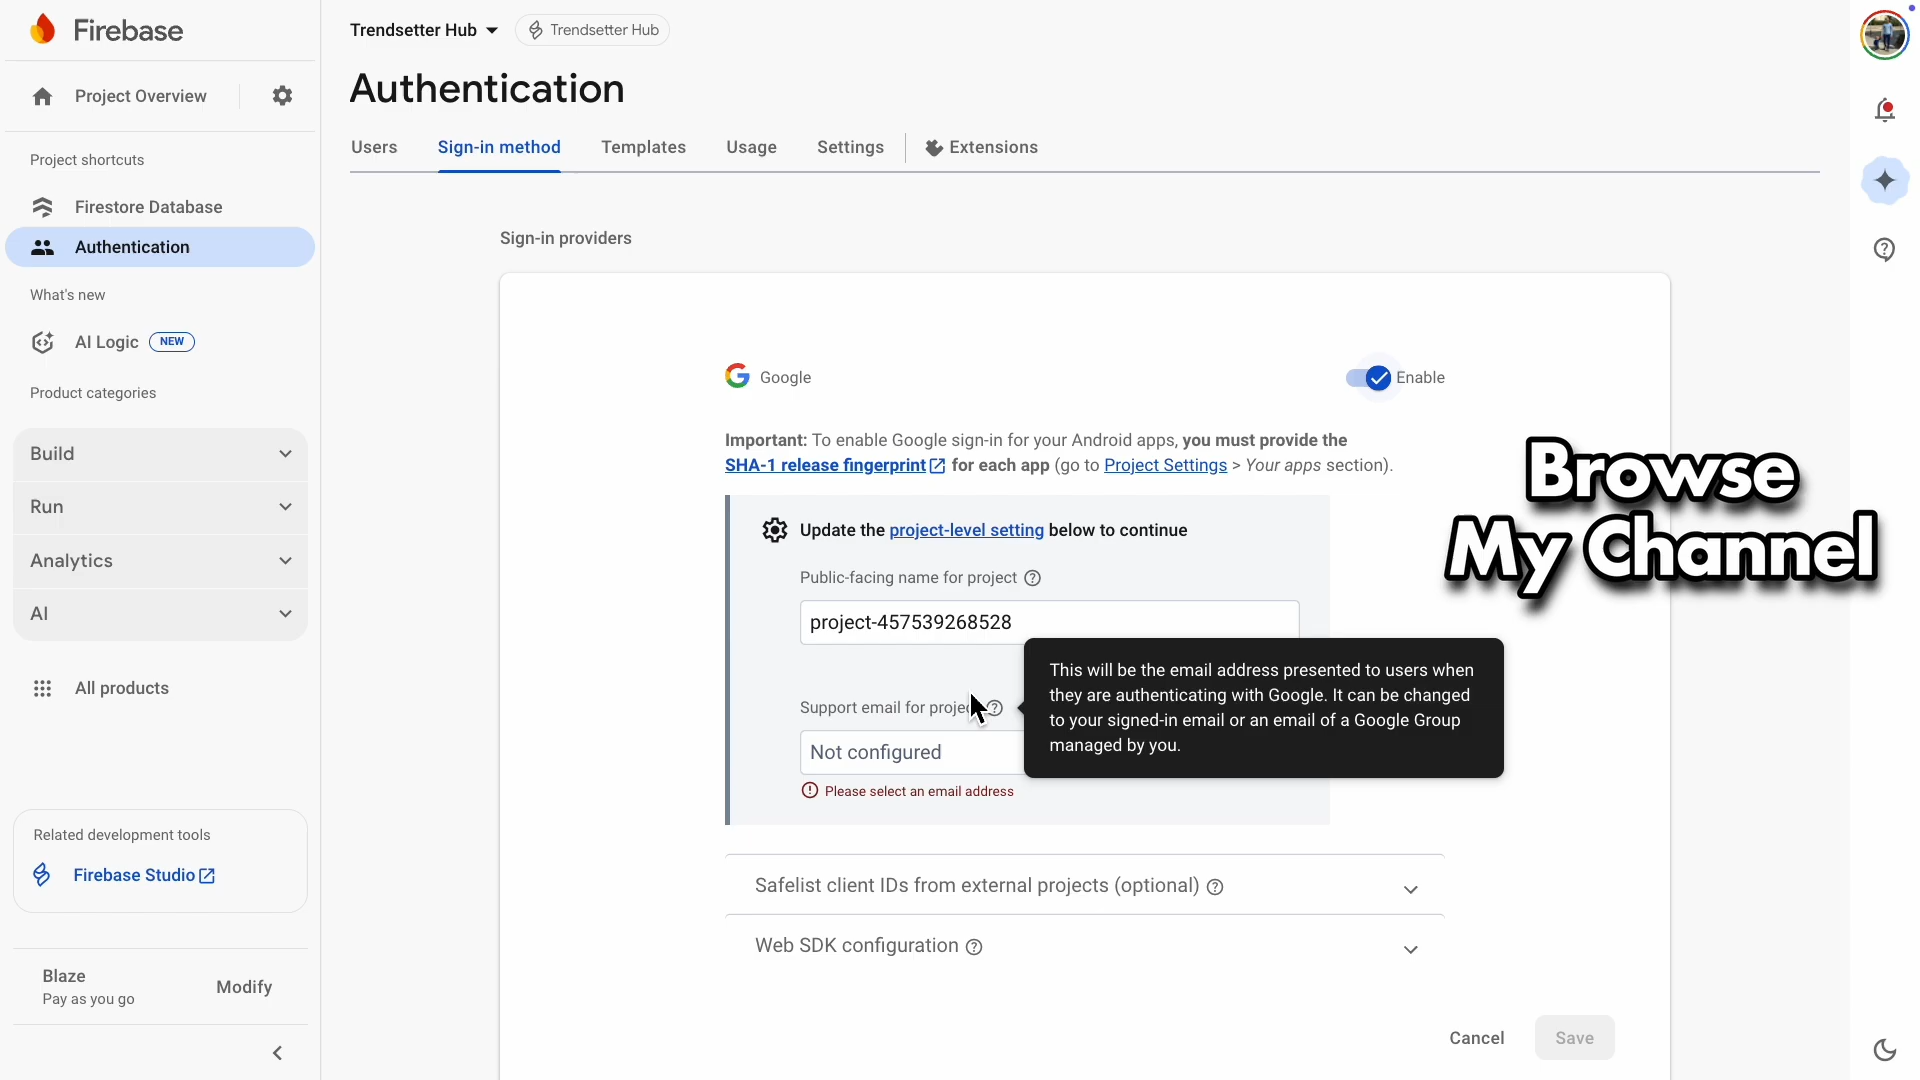 Firebase
Project Overview
Project shortcuts
Firestore Database
Authentication
What's new
AI Logic NEW
Product categories
Build
Run
Analytics
AI
All products
Related development tools
Firebase Studio
Blaze
Pay as you go
Modify
Trendsetter Hub
Trendsetter Hub
Authentication
Users
Sign-in method
Templates
Usage
Settings
Extensions
Sign-in providers
Google
Enable
Important: To enable Google sign-in for your Android apps, you must provide the
SHA-1 release fingerprint for each app (go to Project Settings > Your apps section).
Update the project-level setting below to continue
Public-facing name for project
project-457539268528
Support email for projec
This will be the email address presented to users when
they are authenticating with Google. It can be changed
to your signed-in email or an email of a Google Group
managed by you.
Not configured
Please select an email address
Safelist client IDs from external projects (optional)
Web SDK configuration
Cancel
Save
Browse
My Channel